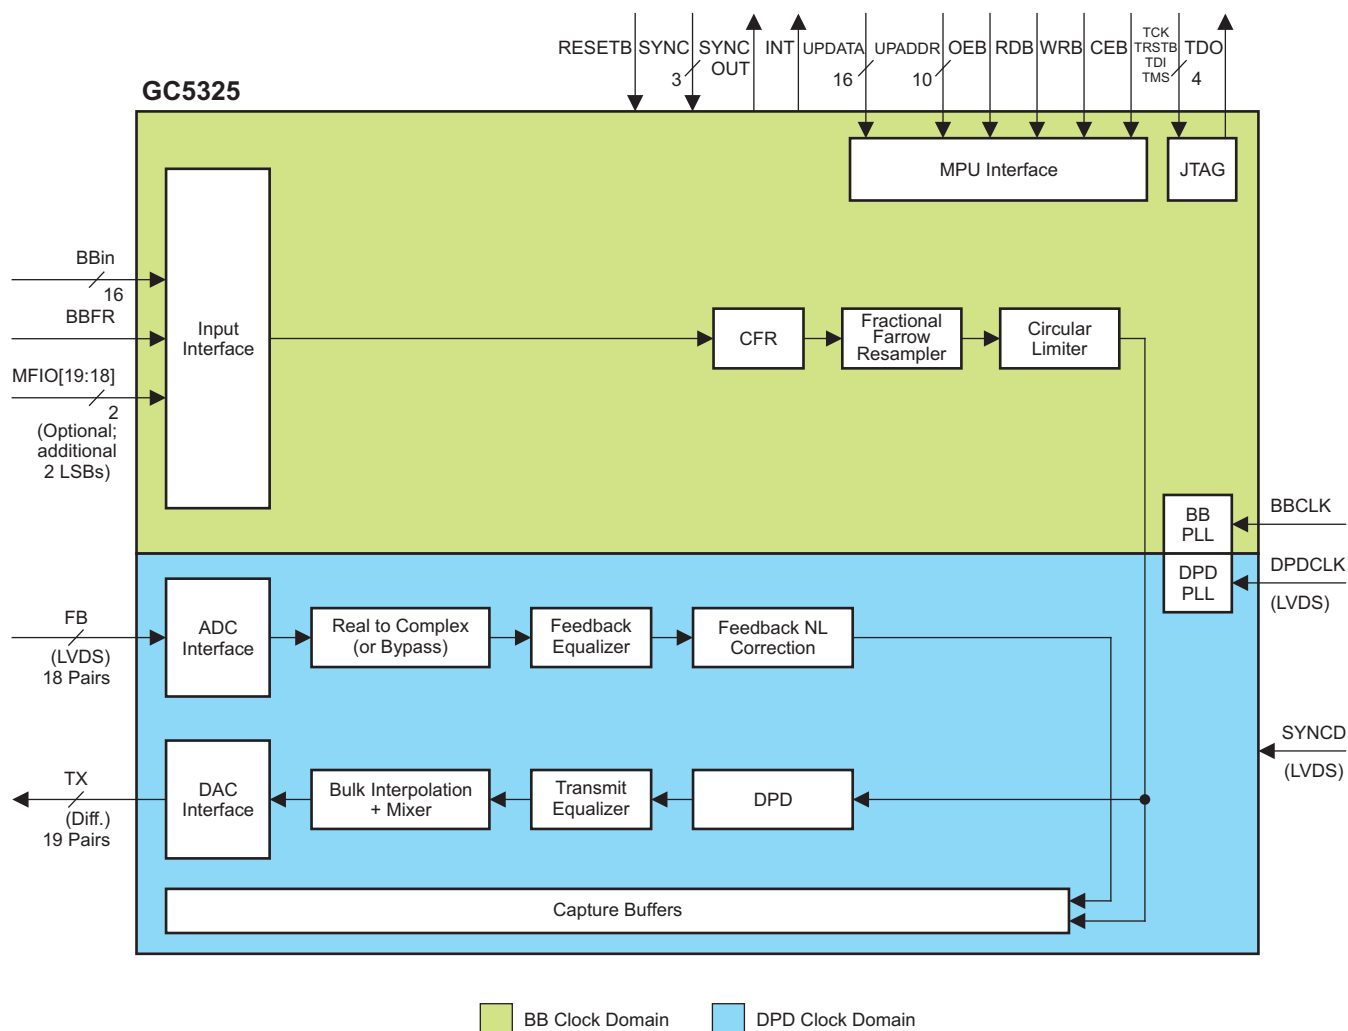 GC5325
RESETB SYNC SYNC OUT INT UPDATA UPADDR OEB RDB WRB CEB TCK TRSTB TDI TMS TDO
3 16 10 4
MPU Interface
JTAG
BBin
16
BBFR
MFIO[19:18]
2
(Optional;
additional
2 LSBs)
Input
Interface
CFR
Fractional
Farrow
Resampler
Circular
Limiter
BB
PLL
BBCLK
DPD
PLL
DPDCLK
(LVDS)
FB
(LVDS)
18 Pairs
ADC
Interface
Real to Complex
(or Bypass)
Feedback
Equalizer
Feedback NL
Correction
SYNCD
(LVDS)
TX
(Diff.)
19 Pairs
DAC
Interface
Bulk Interpolation
+ Mixer
Transmit
Equalizer
DPD
Capture Buffers
BB Clock Domain
DPD Clock Domain